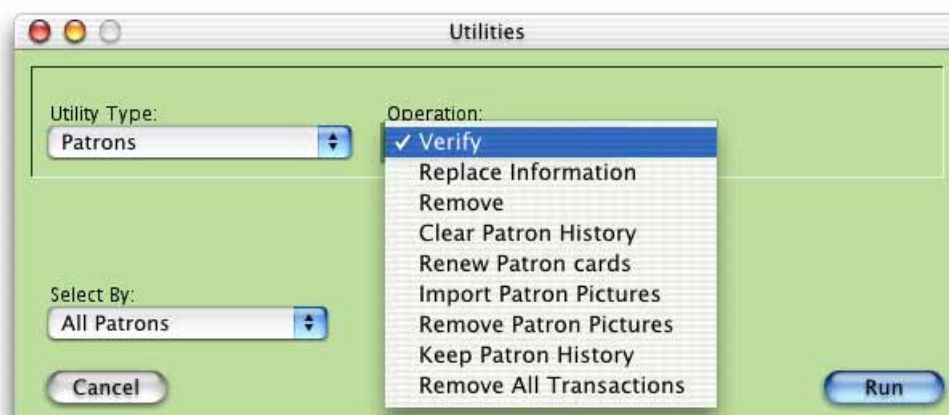 Utilities
Utility Type:
Patrons
Operation:
✓ Verify
Replace Information
Remove
Clear Patron History
Renew Patron cards
Import Patron Pictures
Remove Patron Pictures
Keep Patron History
Remove All Transactions
Select By:
All Patrons
Cancel
Run